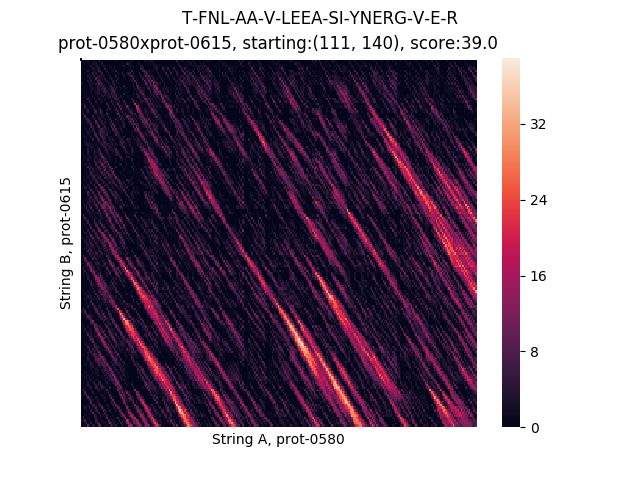 T-FNL-AA-V-LEEA-SI-YNERG-V-E-R
prot-0580xprot-0615, starting:(111, 140), score:39.0
32
24
16
8
0
String B, prot-0615
String A, prot-0580